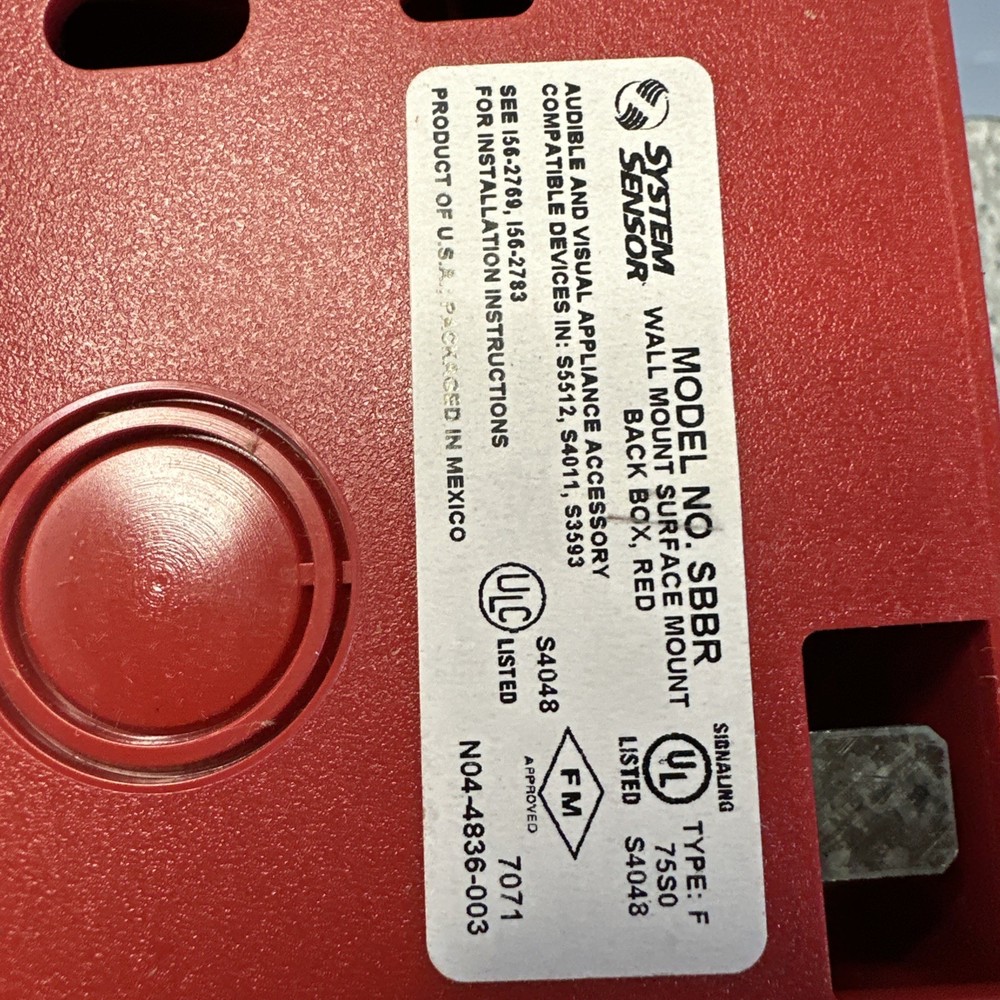 SYSTEM
SENSOR
MODEL NO. SBBR
WALL MOUNT SURFACE MOUNT
BACK BOX, RED
AUDIBLE AND VISUAL APPLIANCE ACCESSORY
COMPATIBLE DEVICES IN: S5512, S4011, S3593
SEE I56-2769, I56-2783
FOR INSTALLATION INSTRUCTIONS
PRODUCT OF U.S.A.; PACKAGED IN MEXICO
SIGNALING
UL
LISTED
TYPE: F
75S0
S4048
ULC
LISTED
S4048
FM
APPROVED
7071
N04-4836-003